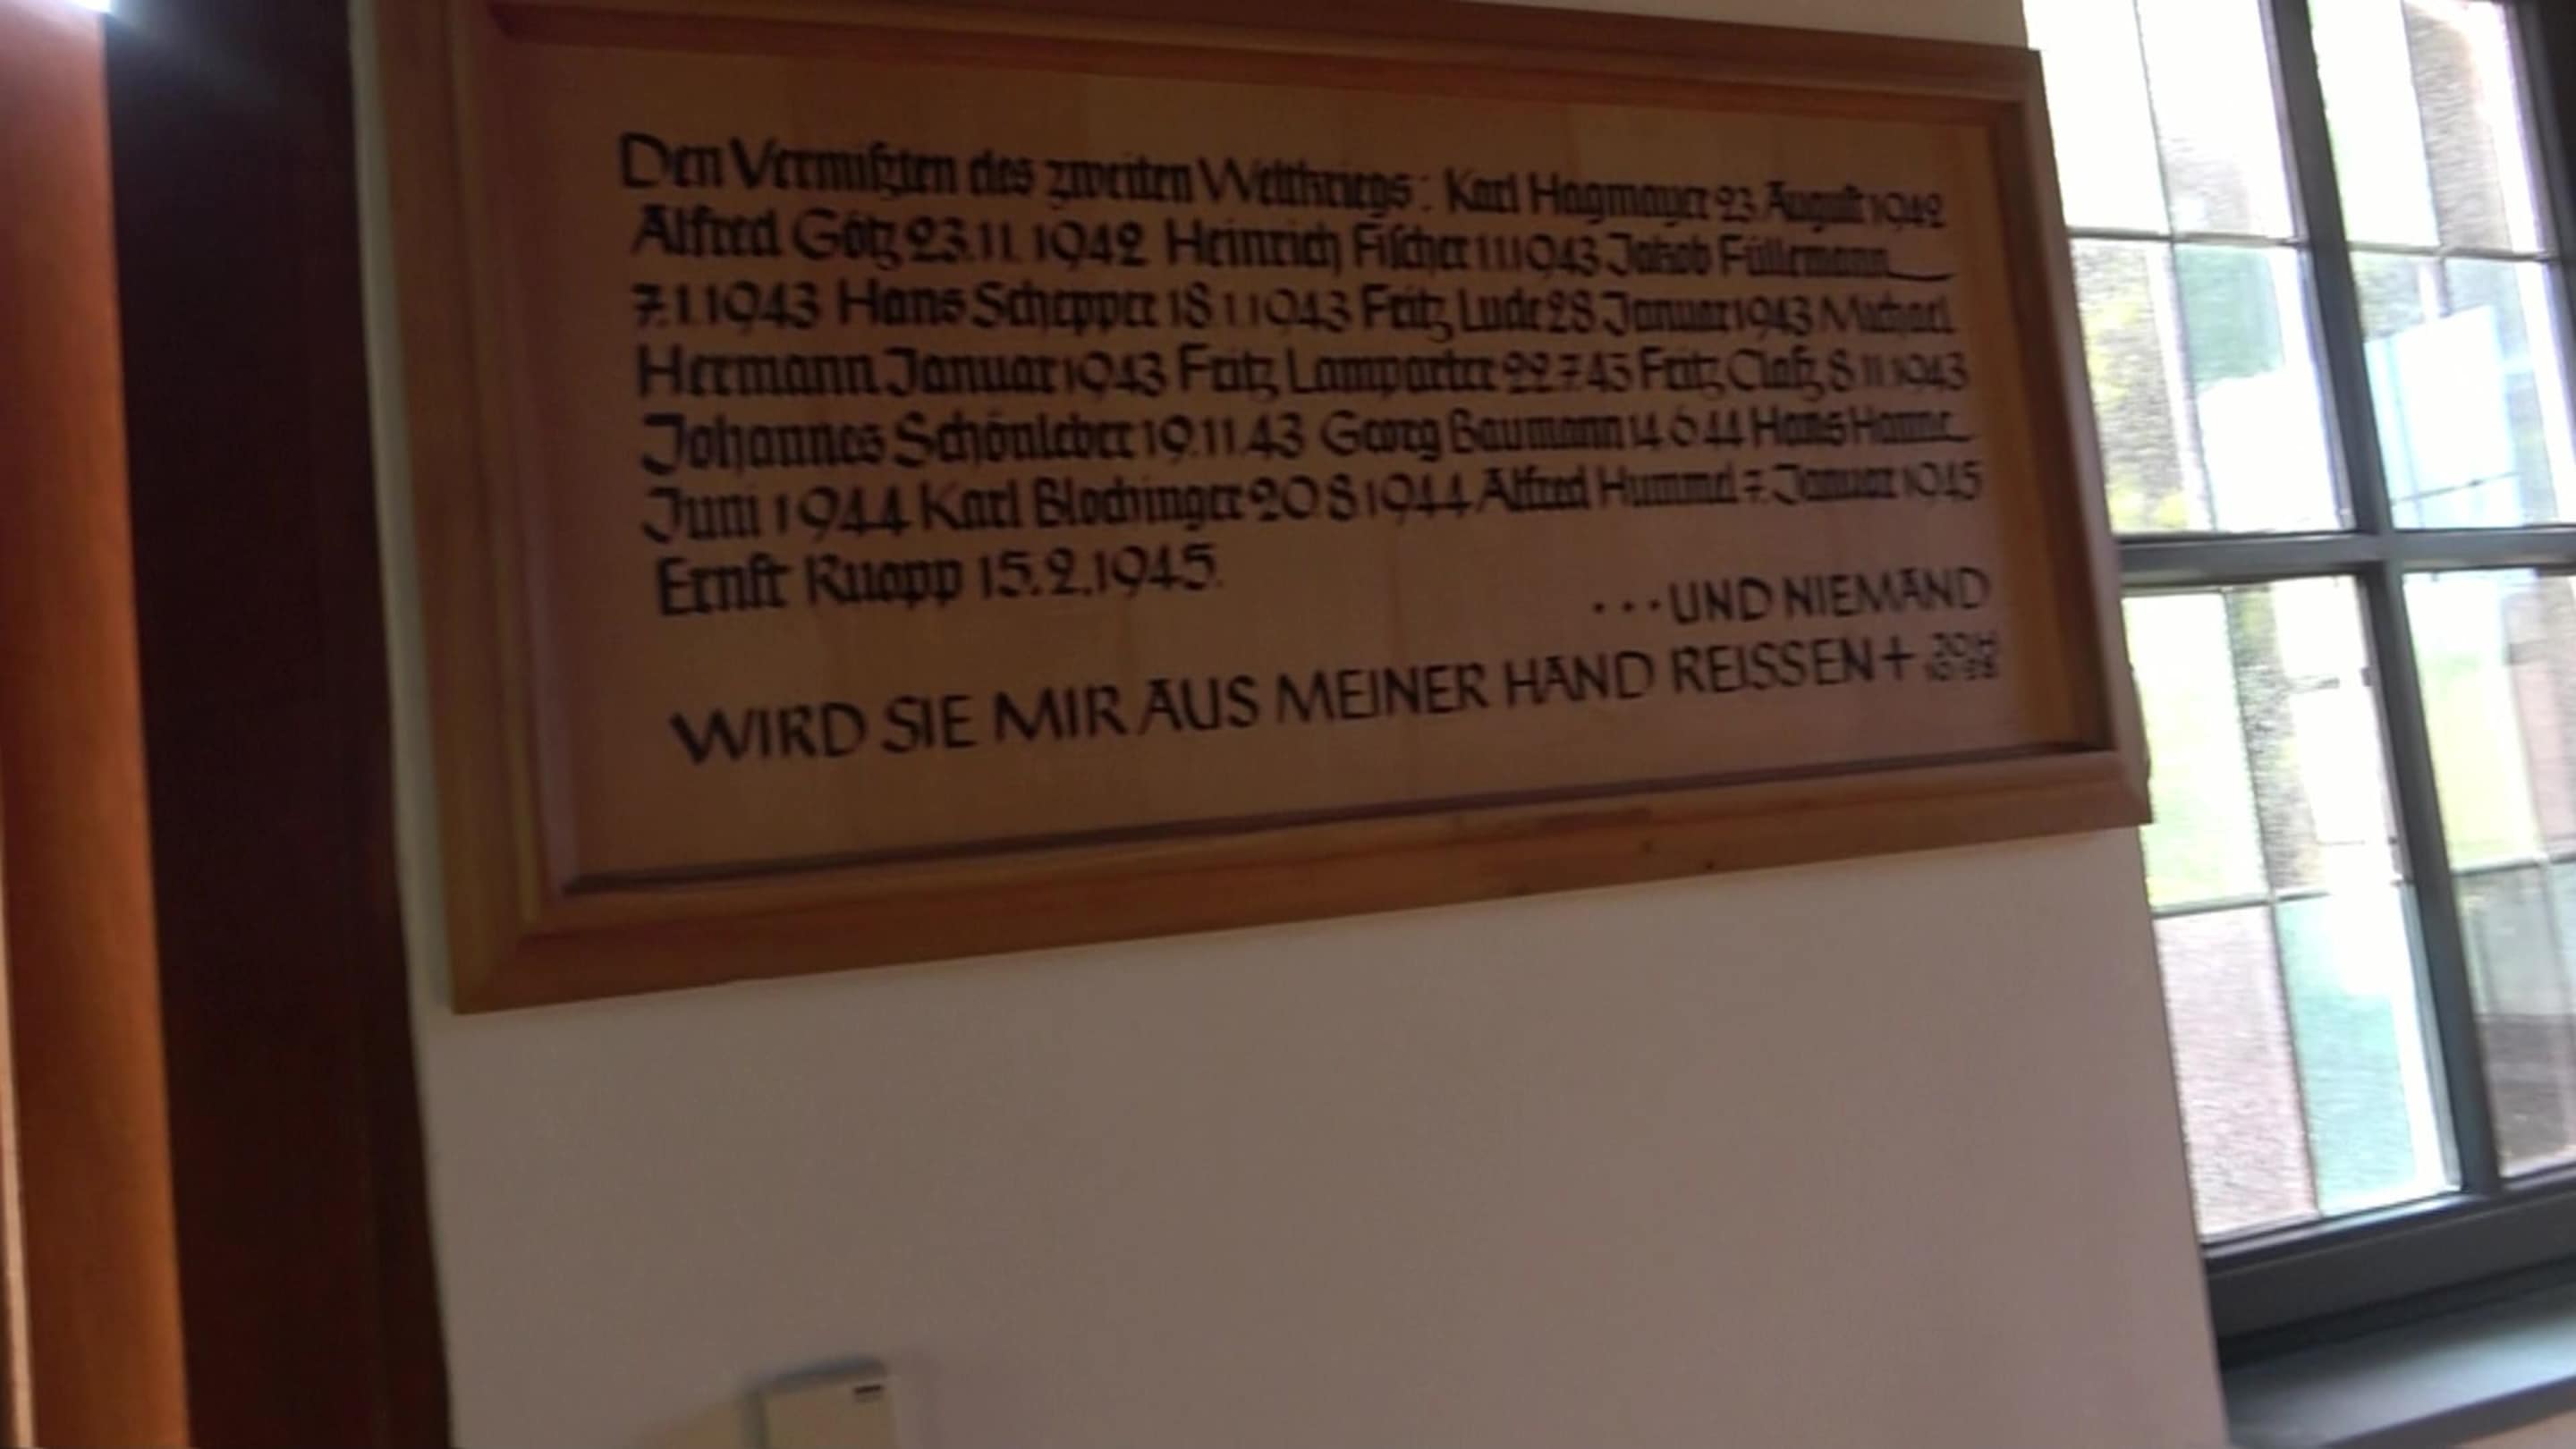 Den Vermißten des zweiten Weltkriegs: Karl Hagmayer 23 August 1942
Alfred Götz 23.11.1942 Heinrich Fischer 1.1.1943 Jakob Füllemann
7.1.1943 Hans Schepper 18.1.1943 Fritz Lude 28 Januar 1943 Michael
Hermann Januar 1943 Fritz Lamparter 22.7.43 Fritz Claß 8.11.1943
Johannes Schönleber 19.11.43 Georg Baumann 14.6.44 Hans Hanne
Juni 1944 Karl Blochinger 20.8.1944 Alfred Hummel 7. Januar 1945
Ernst Knapp 15.2.1945.
...UND NIEMAND
WIRD SIE MIR AUS MEINER HAND REISSEN + JOH 10/28